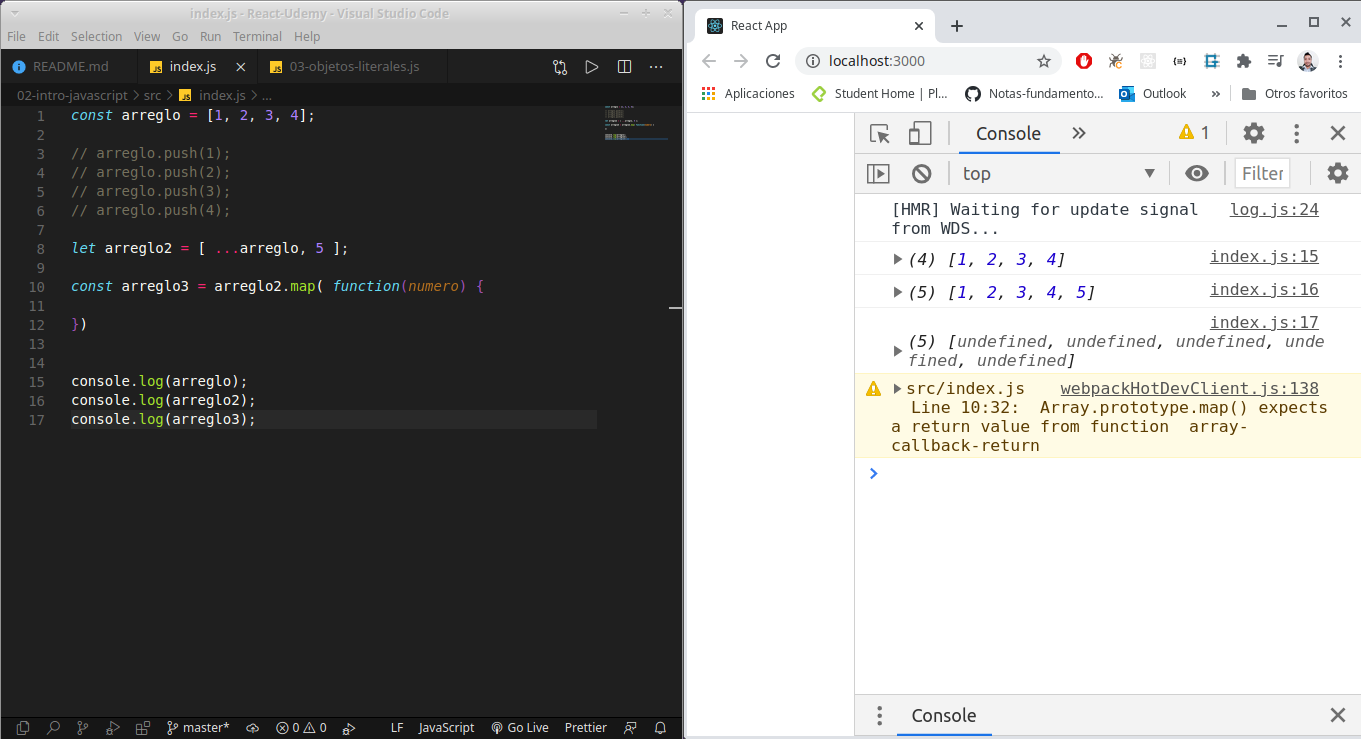 index.js - React-Udemy - Visual Studio Code
File Edit Selection View Go Run Terminal Help
README.md
index.js
03-objetos-literales.js
02-intro-javascript > src > index.js > ...
1 const arreglo = [1, 2, 3, 4];
2
3 // arreglo.push(1);
4 // arreglo.push(2);
5 // arreglo.push(3);
6 // arreglo.push(4);
7
8 let arreglo2 = [ ...arreglo, 5 ];
9
10 const arreglo3 = arreglo2.map( function(numero) {
11
12 })
13
14
15 console.log(arreglo);
16 console.log(arreglo2);
17 console.log(arreglo3);
master* 0 0 LF JavaScript Go Live Prettier
React App
localhost:3000
Aplicaciones Student Home | Pl... Notas-fundamento... Outlook » Otros favoritos
Console 1
top Filter
[HMR] Waiting for update signal log.js:24
from WDS...
(4) [1, 2, 3, 4] index.js:15
(5) [1, 2, 3, 4, 5] index.js:16
index.js:17
(5) [undefined, undefined, undefined, unde
fined, undefined]
src/index.js webpackHotDevClient.js:138
Line 10:32: Array.prototype.map() expects
a return value from function array-
callback-return
Console